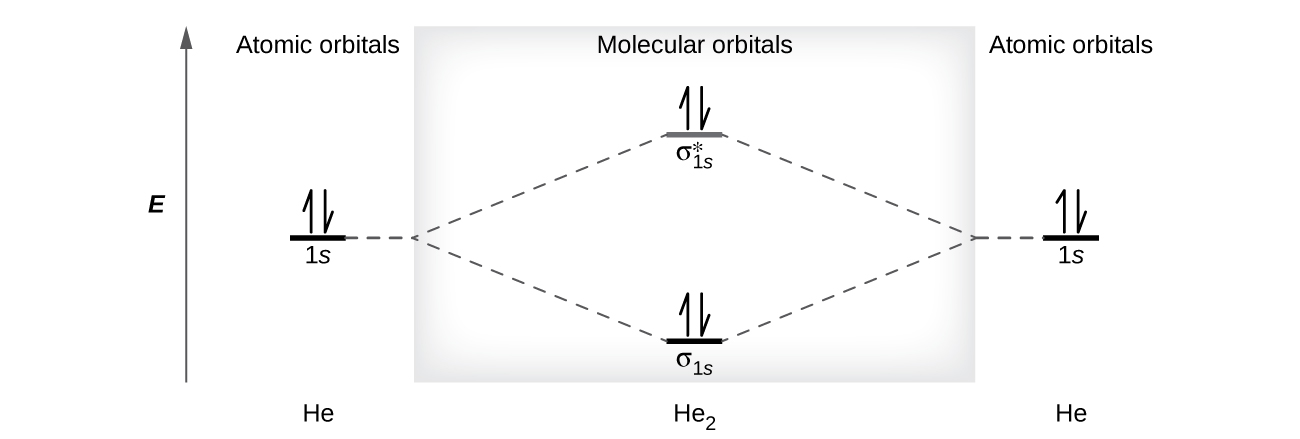 Atomic orbitals Molecular orbitals Atomic orbitals
σ*1s
E
1s 1s
σ1s
He He2 He